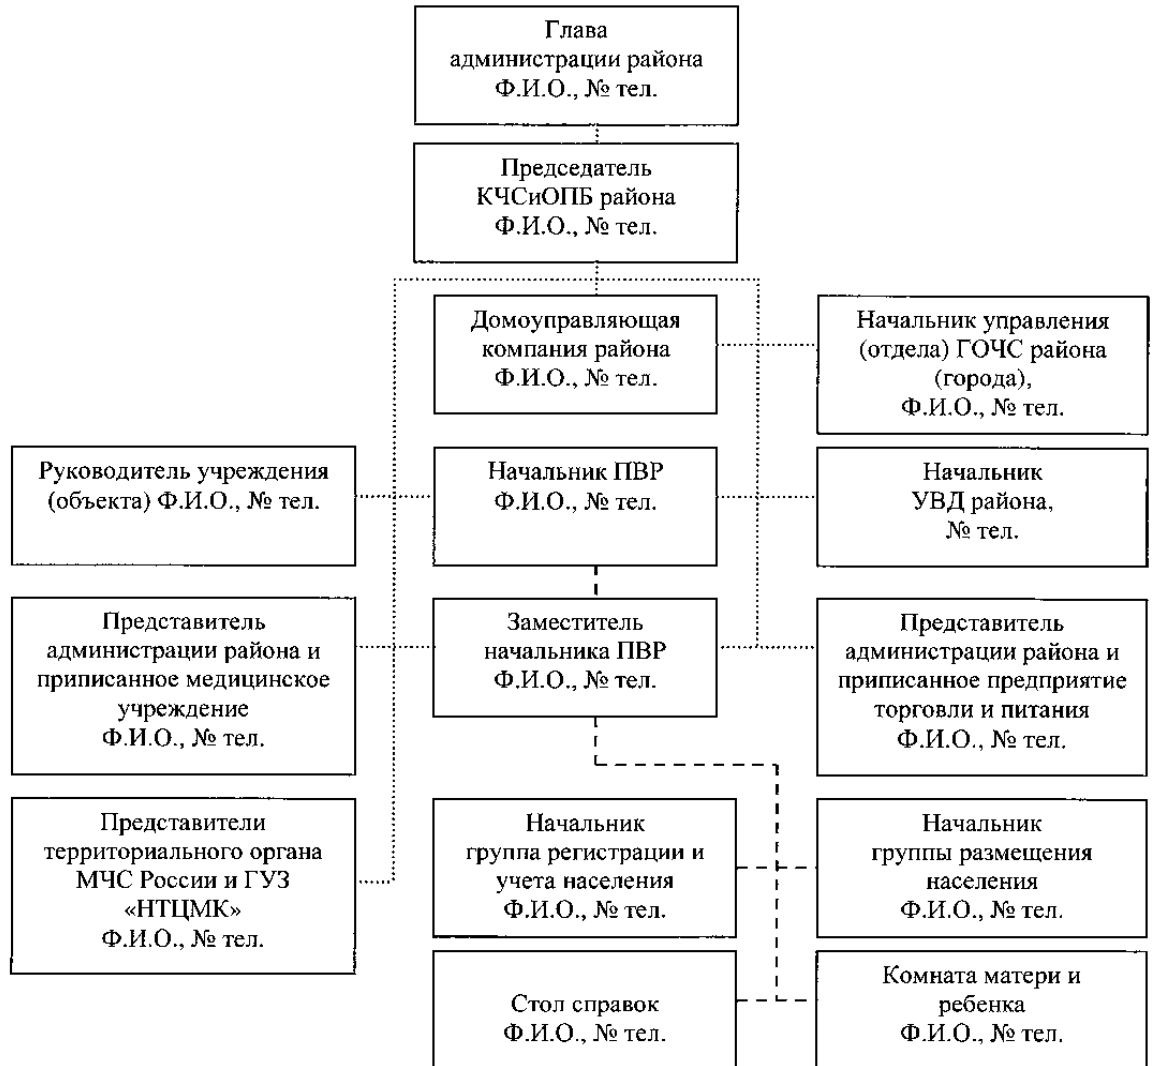 Глава
администрации района
Ф.И.О., № тел.
Председатель
КЧСиОПБ района
Ф.И.О., № тел.
Домоуправляющая
компания района
Ф.И.О., № тел.
Начальник управления
(отдела) ГОЧС района
(города),
Ф.И.О., № тел.
Руководитель учреждения
(объекта) Ф.И.О., № тел.
Начальник ПВР
Ф.И.О., № тел.
Начальник
УВД района,
№ тел.
Представитель
администрации района и
приписанное медицинское
учреждение
Ф.И.О., № тел.
Заместитель
начальника ПВР
Ф.И.О., № тел.
Представитель
администрации района и
приписанное предприятие
торговли и питания
Ф.И.О., № тел.
Представители
территориального органа
МЧС России и ГУЗ
«НТЦМК»
Ф.И.О., № тел.
Начальник
группа регистрации и
учета населения
Ф.И.О., № тел.
Начальник
группы размещения
населения
Ф.И.О., № тел.
Стол справок
Ф.И.О., № тел.
Комната матери и
ребенка
Ф.И.О., № тел.